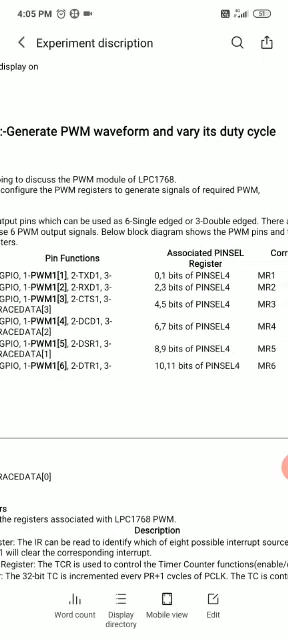 4:05 PM
51
Experiment discription
display on
:-Generate PWM waveform and vary its duty cycle
ing to discuss the PWM module of LPC1768.
configure the PWM registers to generate signals of required PWM,
utput pins which can be used as 6-Single edged or 3-Double edged. There a
se 6 PWM output signals. Below block diagram shows the PWM pins and
ters.
Pin Functions Associated PINSEL Register Corr
GPIO, 1-PWM1[1], 2-TXD1, 3- 0,1 bits of PINSEL4 MR1
GPIO, 1-PWM1[2], 2-RXD1, 3- 2,3 bits of PINSEL4 MR2
GPIO, 1-PWM1[3], 2-CTS1, 3- RACEDATA[3] 4,5 bits of PINSEL4 MR3
GPIO, 1-PWM1[4], 2-DCD1, 3- RACEDATA[2] 6,7 bits of PINSEL4 MR4
GPIO, 1-PWM1[5], 2-DSR1, 3- RACEDATA[1] 8,9 bits of PINSEL4 MR5
GPIO, 1-PWM1[6], 2-DTR1, 3- 10,11 bits of PINSEL4 MR6
RACEDATA[0]
rs
the registers associated with LPC1768 PWM.
Description
ster: The IR can be read to identify which of eight possible interrupt source
1 will clear the corresponding interrupt.
Register: The TCR is used to control the Timer Counter functions(enable/
r: The 32-bit TC is incremented every PR+1 cycles of PCLK. The TC is cont
Word count
Display directory
Mobile view
Edit